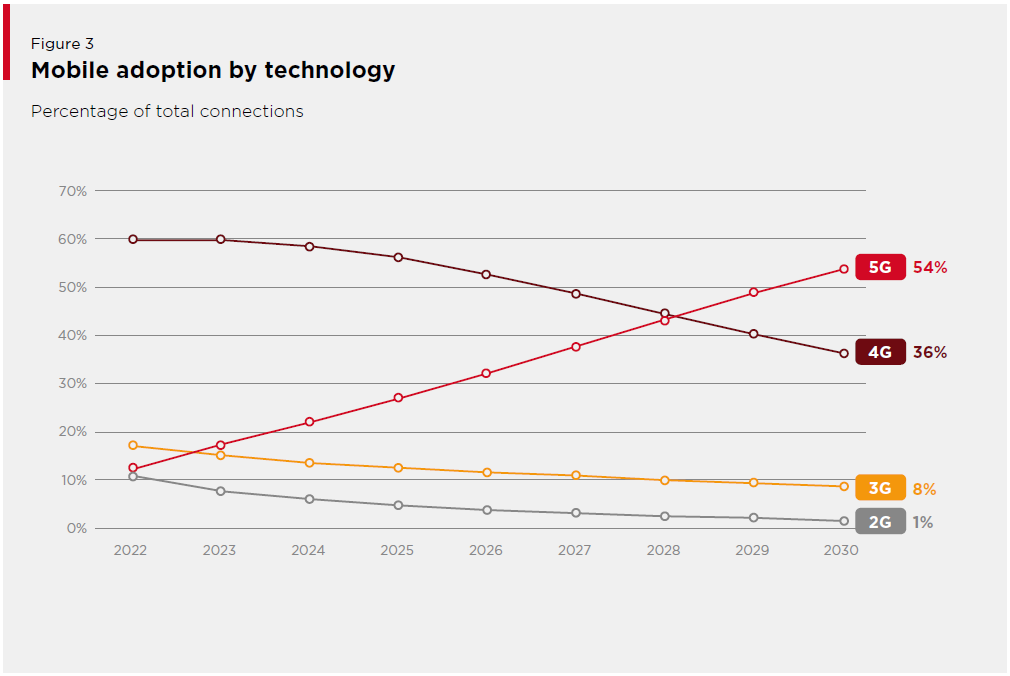 Figure 3
Mobile adoption by technology
Percentage of total connections
70%
60%
50%
40%
30%
20%
10%
0%
5G 54%
4G 36%
3G 8%
2G 1%
2022 2023 2024 2025 2026 2027 2028 2029 2030